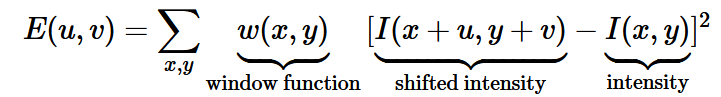 E(u, v) = ∑ w(x, y) [I(x + u, y + v) − I(x, y)]²
x,y
window function shifted intensity intensity